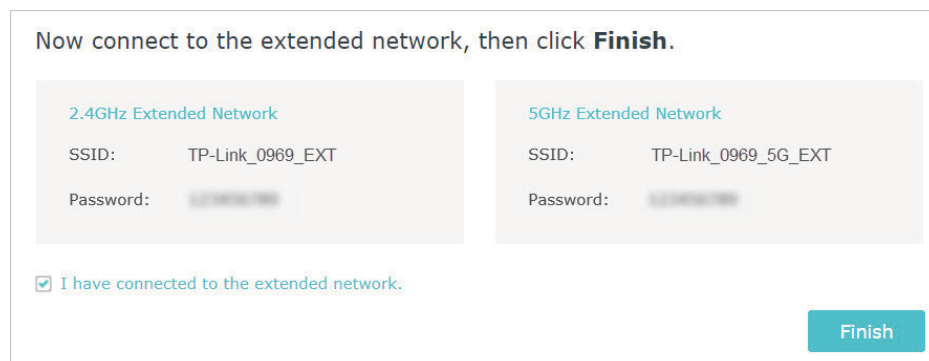 Now connect to the extended network, then click Finish.
2.4GHz Extended Network
SSID: TP-Link_0969_EXT
Password:
5GHz Extended Network
SSID: TP-Link_0969_5G_EXT
Password:
I have connected to the extended network.
Finish